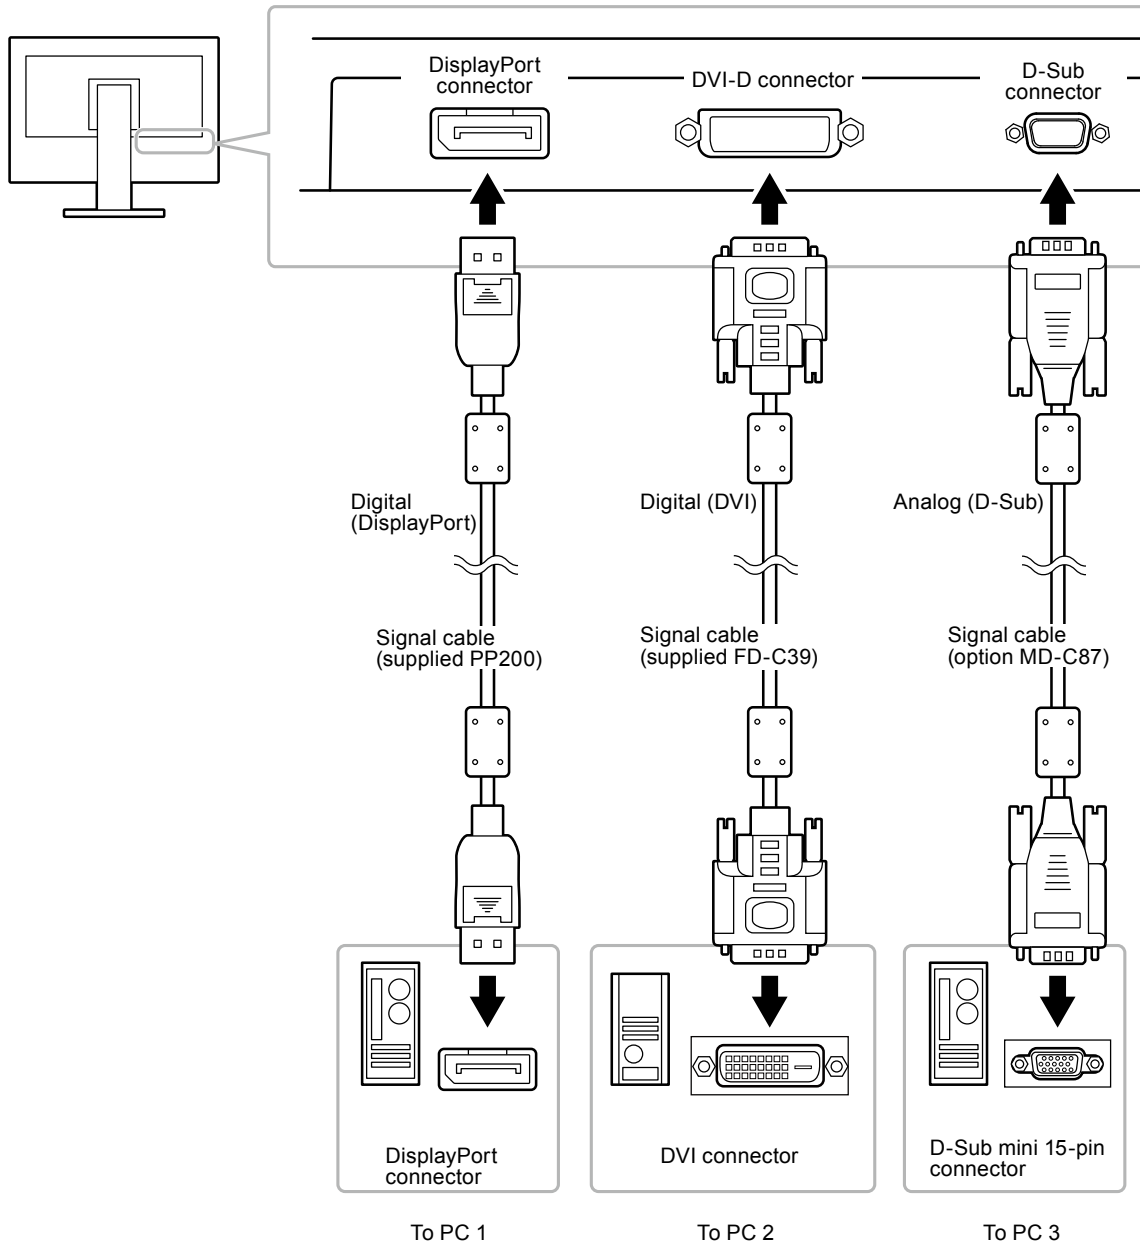 DisplayPort
connector
DVI-D connector
D-Sub
connector
Digital
(DisplayPort)
Digital (DVI)
Analog (D-Sub)
Signal cable
(supplied PP200)
Signal cable
(supplied FD-C39)
Signal cable
(option MD-C87)
DisplayPort
connector
DVI connector
D-Sub mini 15-pin
connector
To PC 1
To PC 2
To PC 3